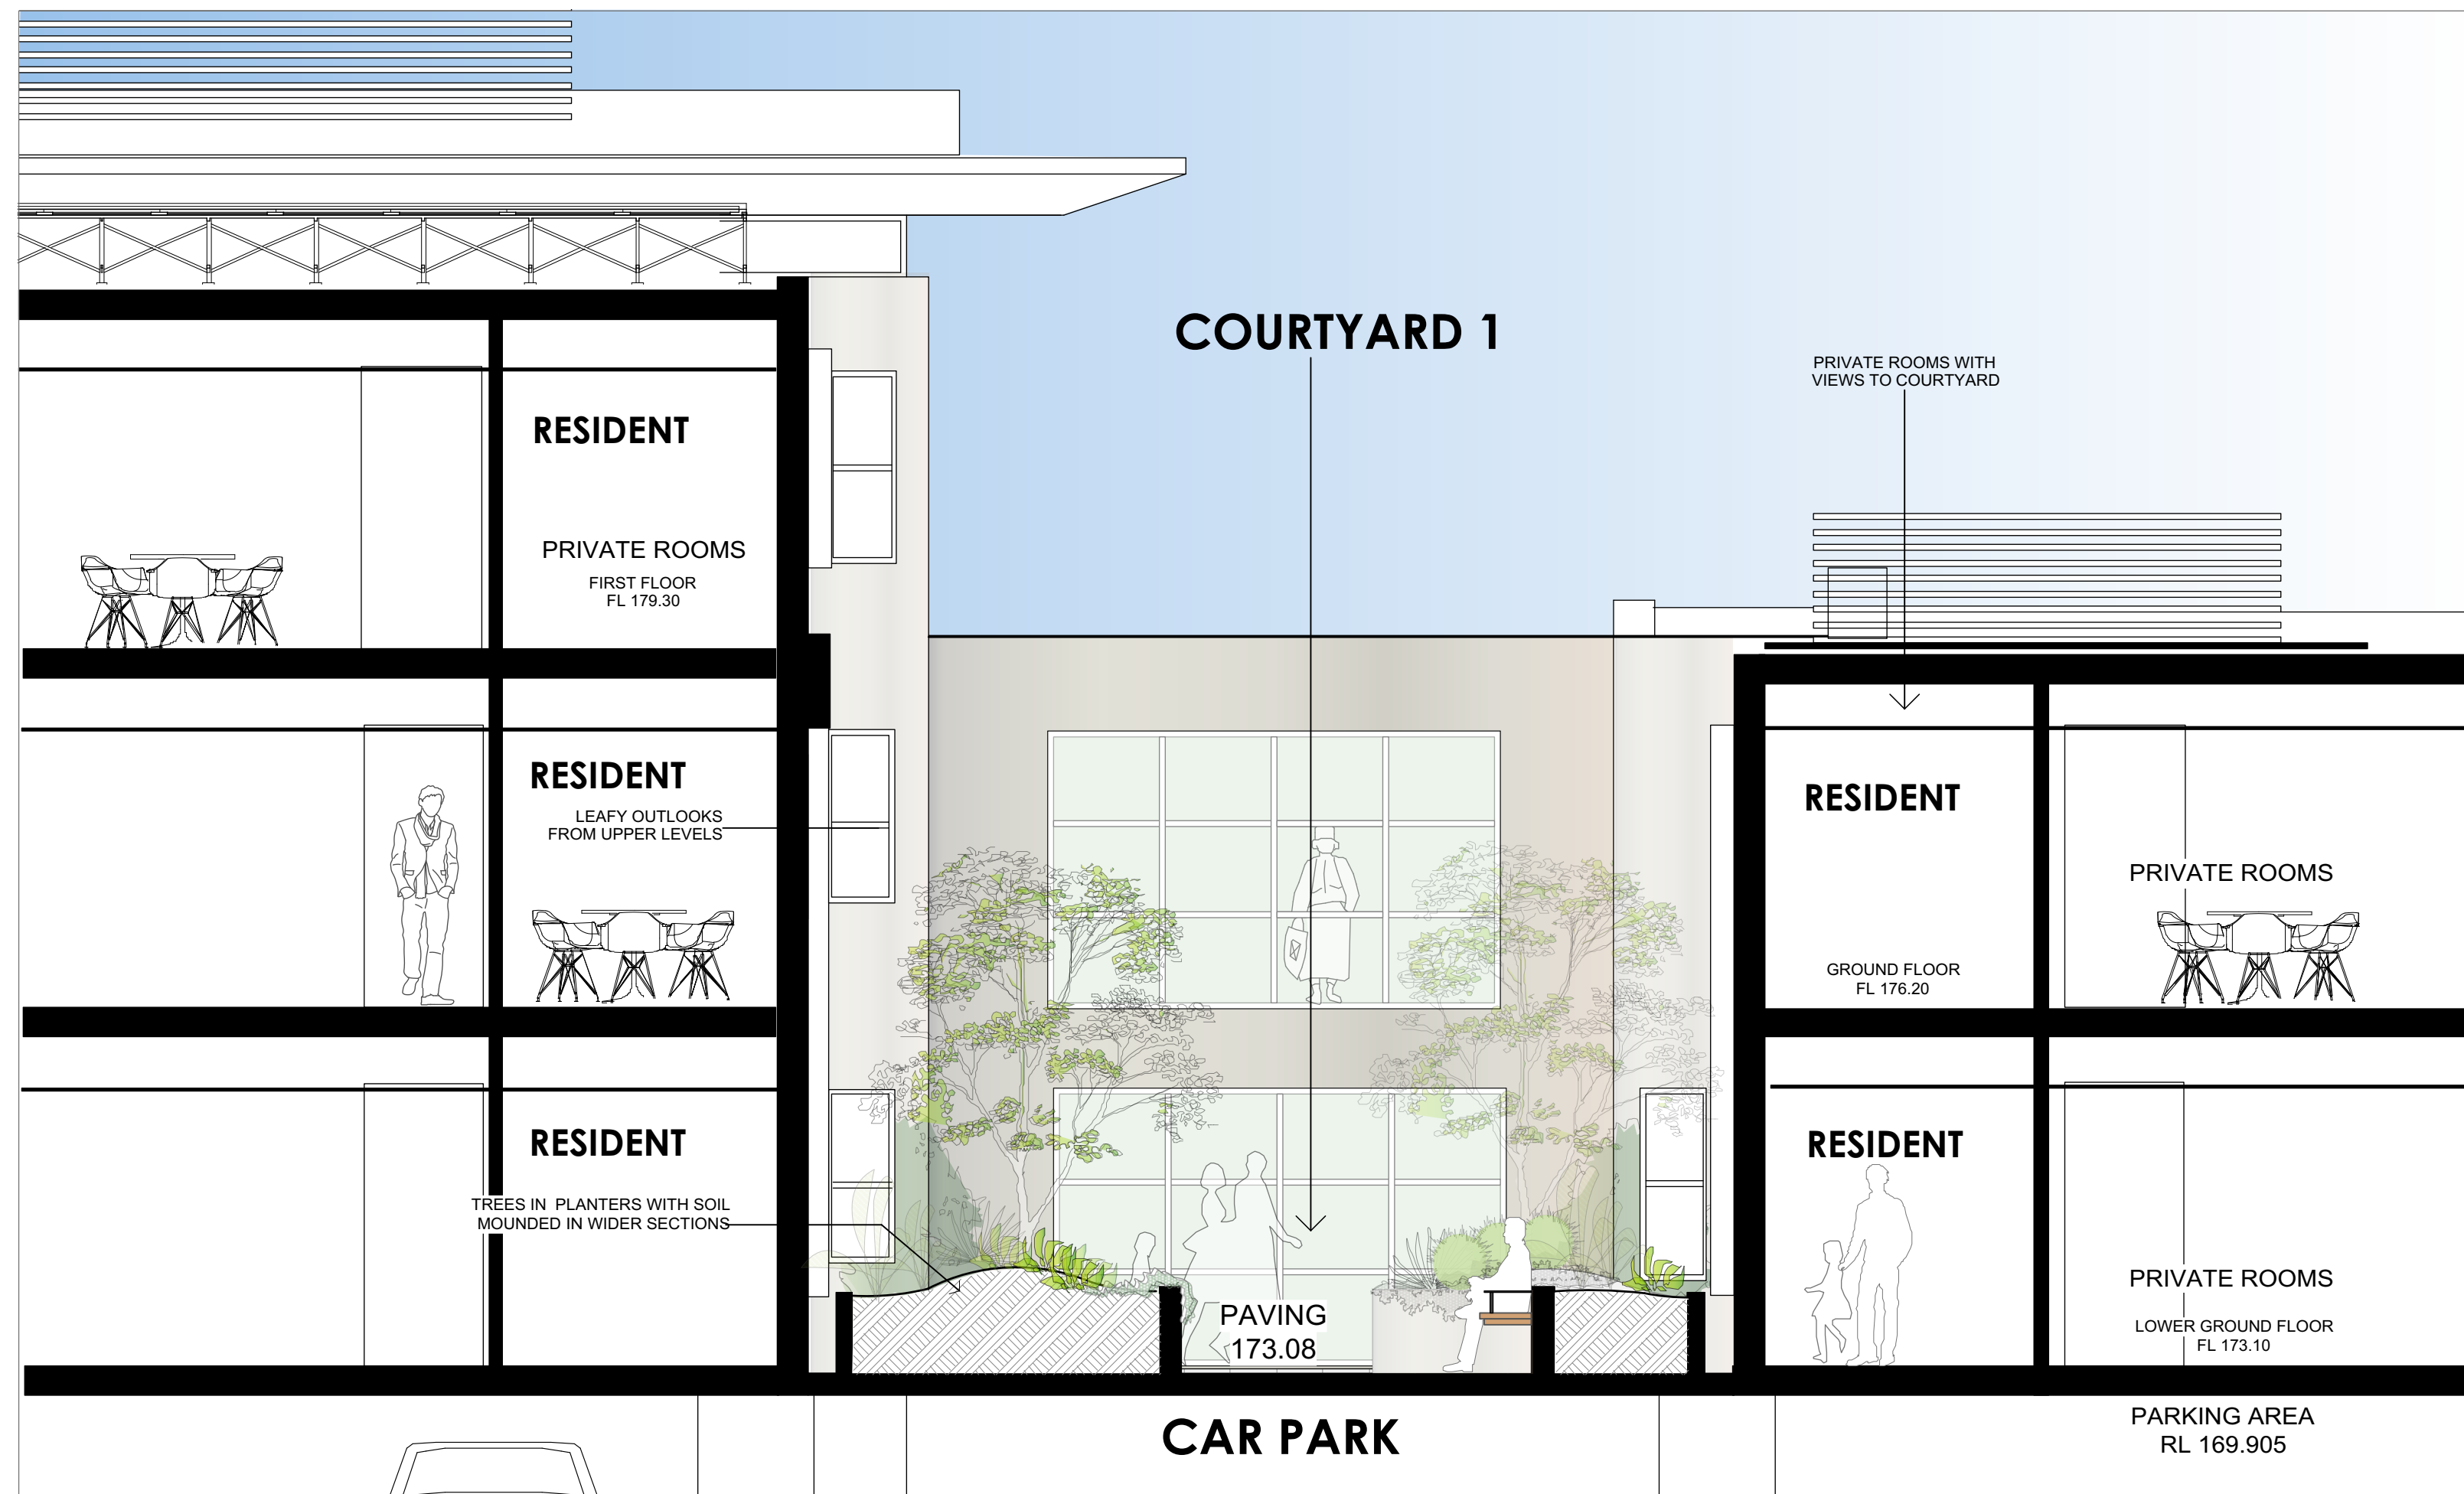 COURTYARD 1
PRIVATE ROOMS WITH
VIEWS TO COURTYARD
RESIDENT
PRIVATE ROOMS
FIRST FLOOR
FL 179.30
RESIDENT
LEAFY OUTLOOKS
FROM UPPER LEVELS
RESIDENT
PRIVATE ROOMS
GROUND FLOOR
FL 176.20
RESIDENT
TREES IN PLANTERS WITH SOIL
MOUNDED IN WIDER SECTIONS
PAVING
173.08
RESIDENT
PRIVATE ROOMS
LOWER GROUND FLOOR
FL 173.10
CAR PARK
PARKING AREA
RL 169.905